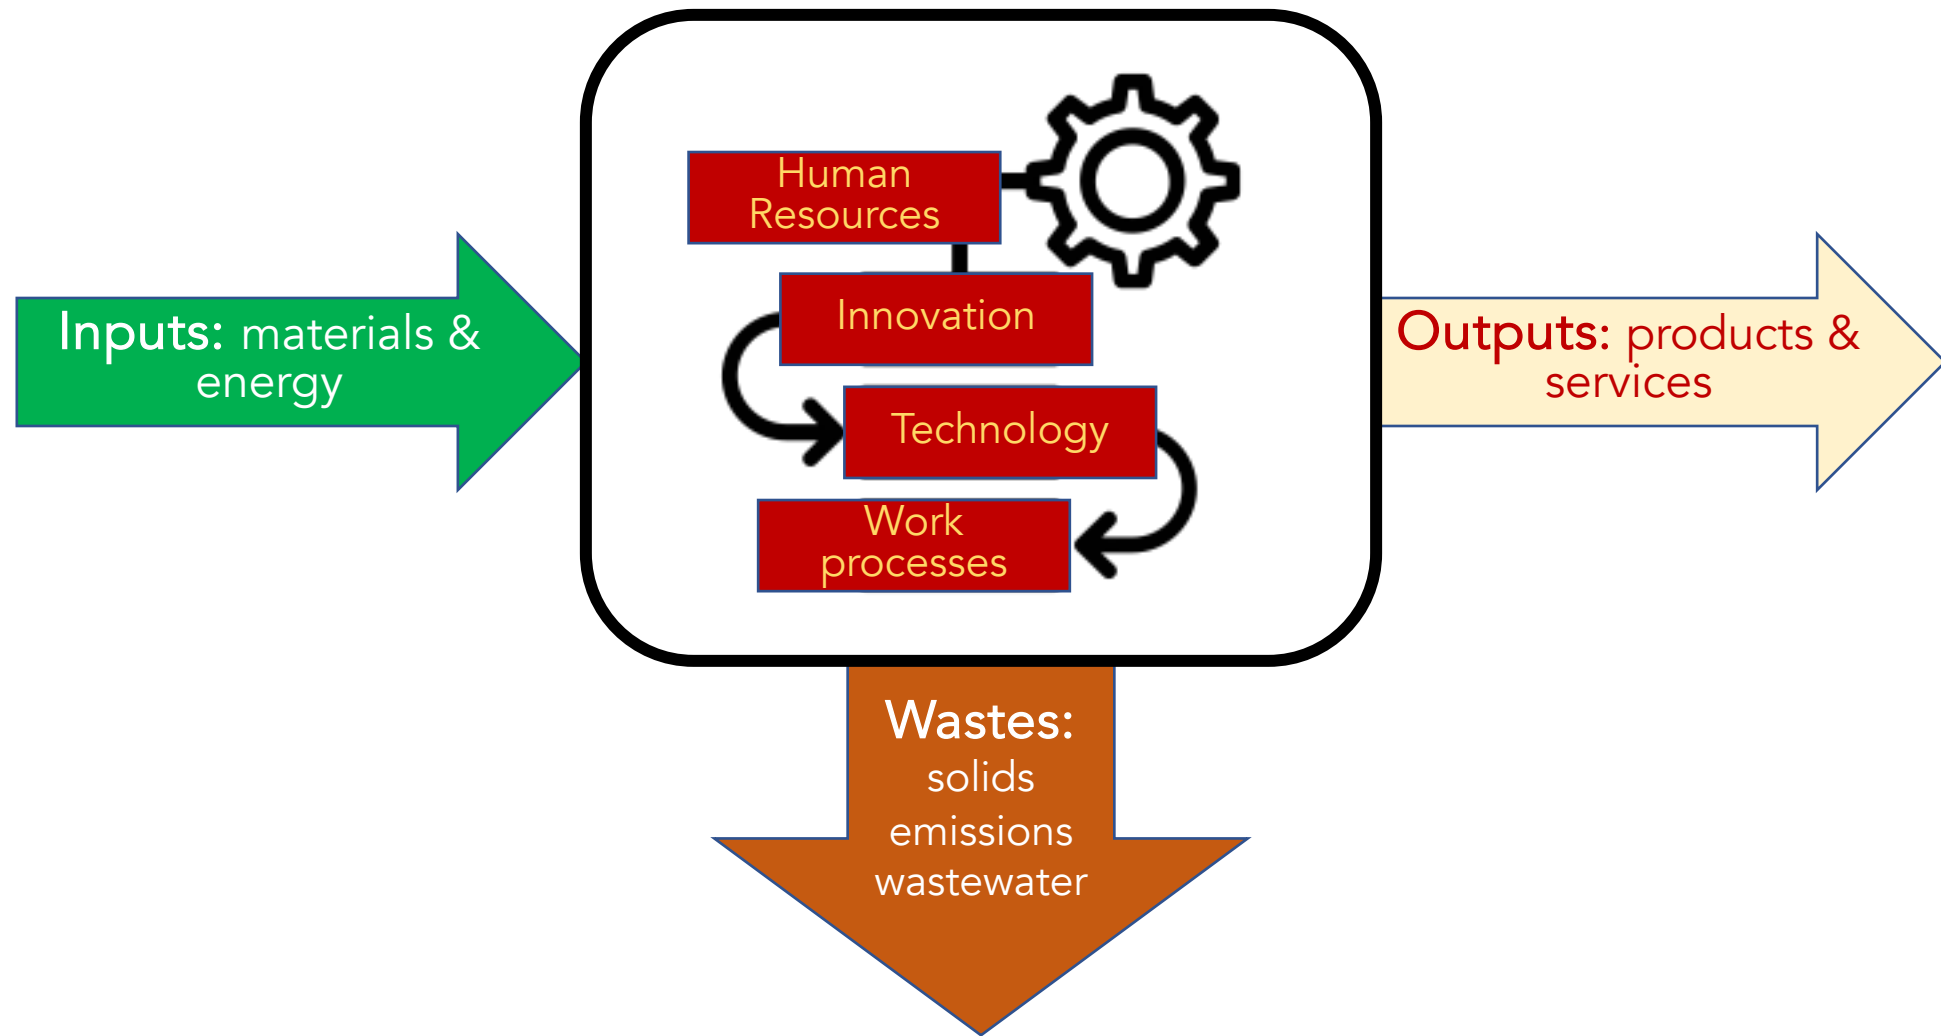 Human
Resources
Innovation
Technology
Work
processes
Inputs: materials &
energy
Outputs: products &
services
Wastes:
solids
emissions
wastewater